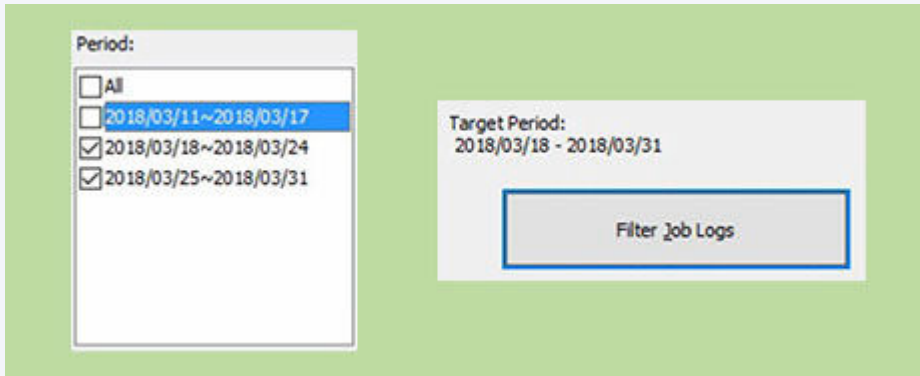 Period:
All
2018/03/11~2018/03/17
2018/03/18~2018/03/24
2018/03/25~2018/03/31
Target Period:
2018/03/18 - 2018/03/31
Filter Job Logs